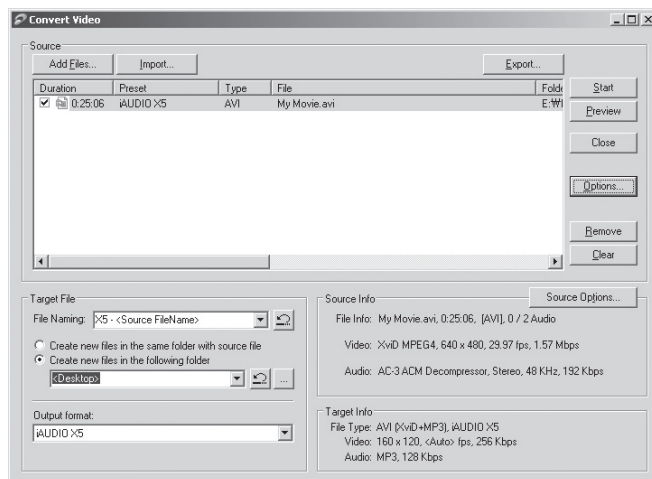 Convert Video
Source
Add Files... Import... Export...
Duration Preset Type File Folde
0:25:06 iAUDIO X5 AVI My Movie.avi E:₩
Start
Preview
Close
Options...
Remove
Clear
Target File
File Naming: X5 - <Source FileName>
Create new files in the same folder with source file
Create new files in the following folder
<Desktop> ...
Output format:
iAUDIO X5
Source Info
Source Options...
File Info: My Movie.avi, 0:25:06, [AVI], 0 / 2 Audio
Video: XviD MPEG4, 640 x 480, 29.97 fps, 1.57 Mbps
Audio: AC-3 ACM Decompressor, Stereo, 48 KHz, 192 Kbps
Target Info
File Type: AVI (XviD+MP3), iAUDIO X5
Video: 160 x 120, <Auto> fps, 256 Kbps
Audio: MP3, 128 Kbps